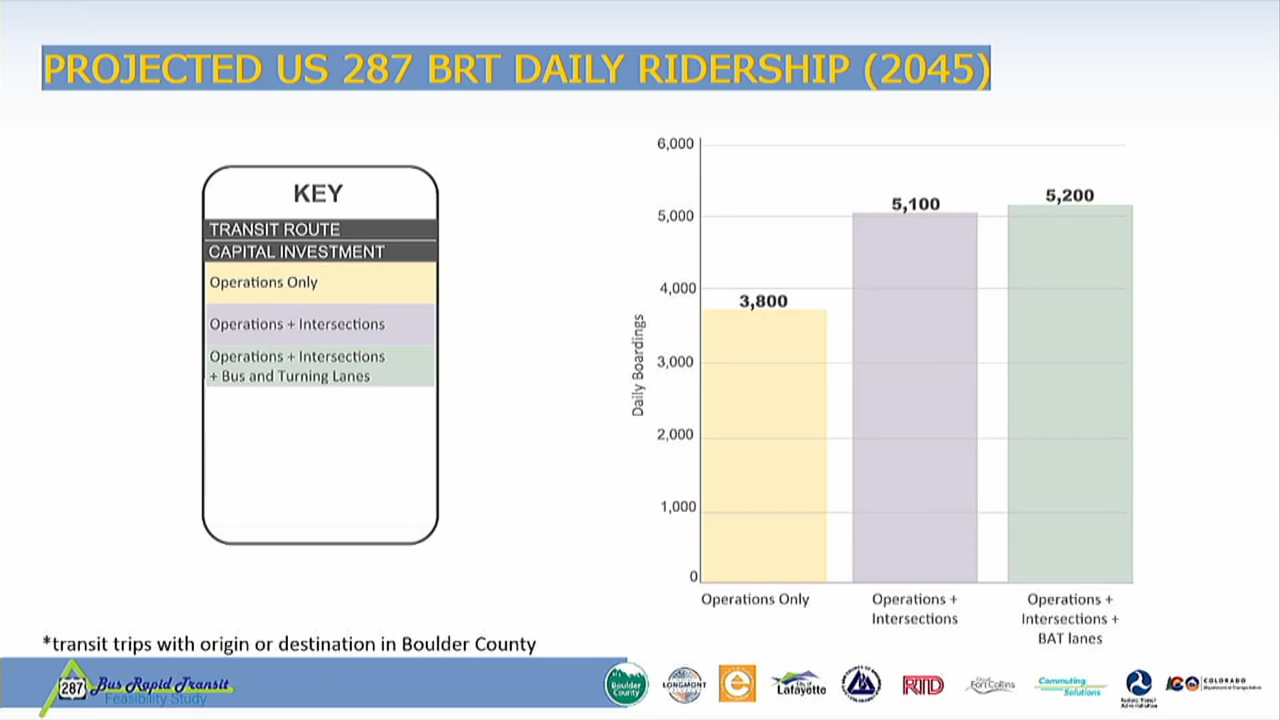 PROJECTED US 287 BRT DAILY RIDERSHIP (2045)
KEY
TRANSIT ROUTE
CAPITAL INVESTMENT
Operations Only
Operations + Intersections
Operations + Intersections
+ Bus and Turning Lanes
6,000
5,000
4,000
3,000
2,000
1,000
0
Daily Boardings
3,800
5,100
5,200
Operations Only
Operations +
Intersections
Operations +
Intersections +
BAT lanes
*transit trips with origin or destination in Boulder County
287
Bus Rapid Transit
Feasibility Study
Boulder
County
LONGMONT
e
Lafayette
RTD
Fort Collins
Commuting
Solutions
COLORADO
Department of Transportation